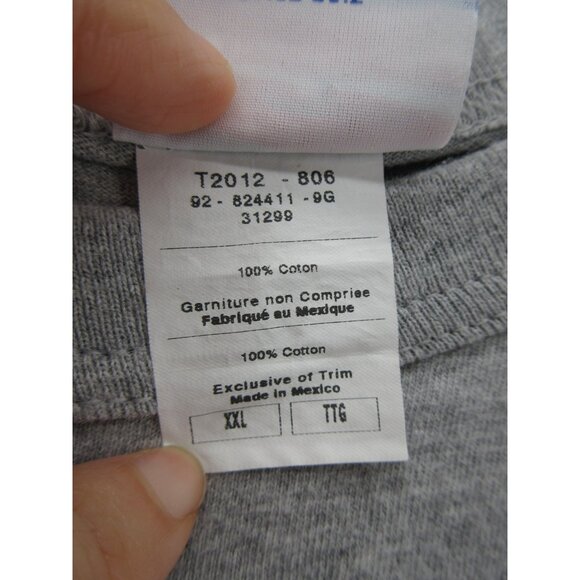 T2012 - 806
92- 824411 -9G
31299
100% Coton
Garniture non Comprise
Fabriqué au Mexique
100% Cotton
Exclusive of Trim
Made in Mexico
XXL TTG